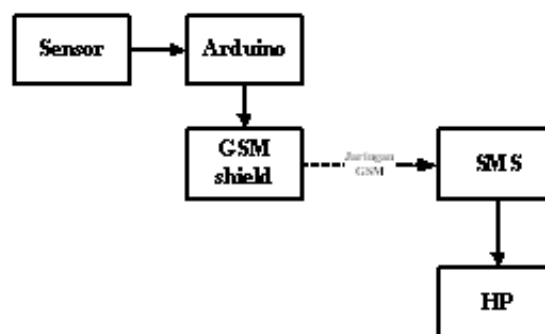 Sensor
Arduino
GSM
shield
Jaringan
GSM
SMS
HP